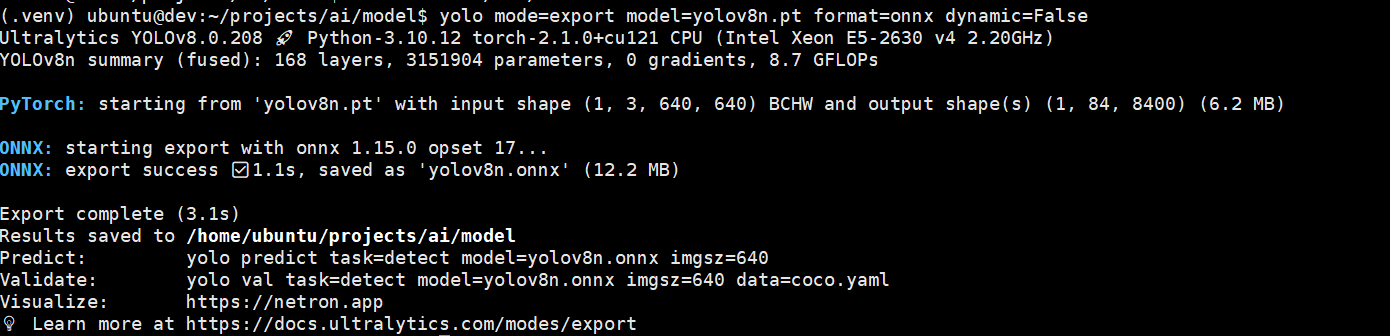 (.venv) ubuntu@dev:~/projects/ai/model$ yolo mode=export model=yolov8n.pt format=onnx dynamic=False
Ultralytics YOLOv8.0.208 🚀 Python-3.10.12 torch-2.1.0+cu121 CPU (Intel Xeon E5-2630 v4 2.20GHz)
YOLOv8n summary (fused): 168 layers, 3151904 parameters, 0 gradients, 8.7 GFLOPs
PyTorch: starting from 'yolov8n.pt' with input shape (1, 3, 640, 640) BCHW and output shape(s) (1, 84, 8400) (6.2 MB)
ONNX: starting export with onnx 1.15.0 opset 17...
ONNX: export success ☑1.1s, saved as 'yolov8n.onnx' (12.2 MB)
Export complete (3.1s)
Results saved to /home/ubuntu/projects/ai/model
Predict: yolo predict task=detect model=yolov8n.onnx imgsz=640
Validate: yolo val task=detect model=yolov8n.onnx imgsz=640 data=coco.yaml
Visualize: https://netron.app
💡 Learn more at https://docs.ultralytics.com/modes/export